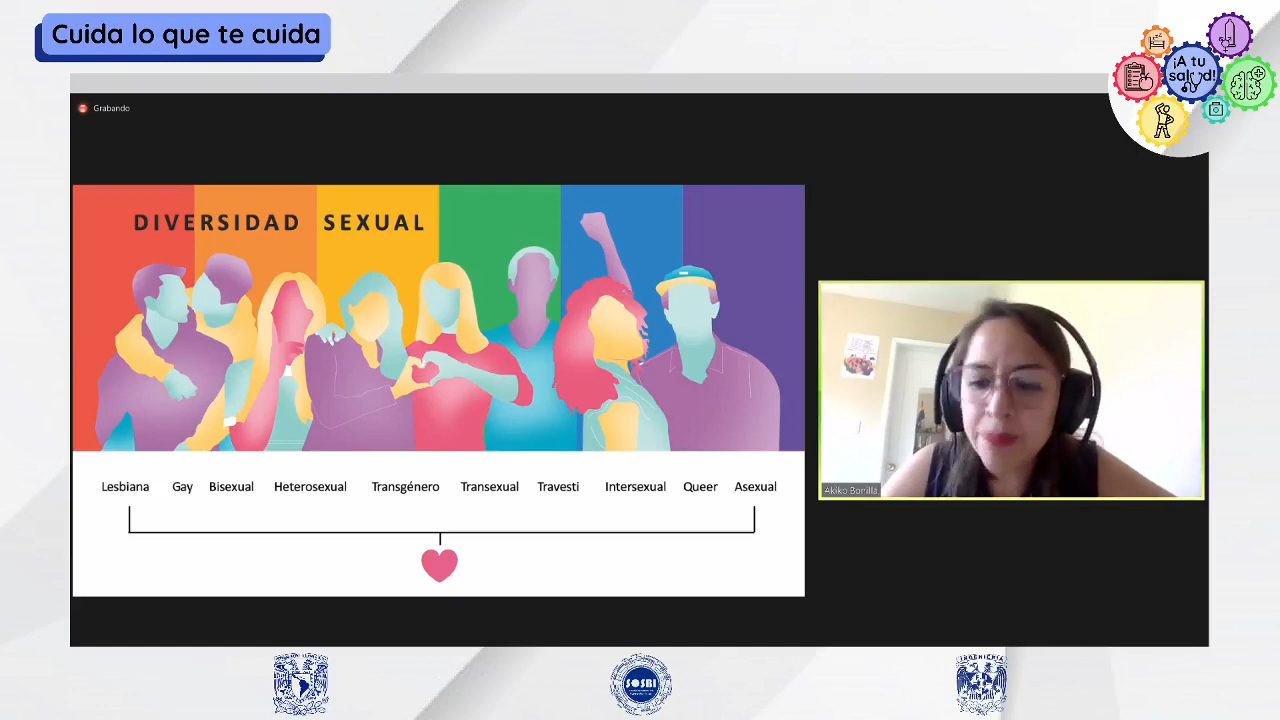 Cuida lo que te cuida
¡A tu
salud!
Grabando
DIVERSIDAD SEXUAL
Lesbiana Gay Bisexual Heterosexual Transgénero Transexual Travesti Intersexual Queer Asexual
Akiko Bonilla
SOSRI